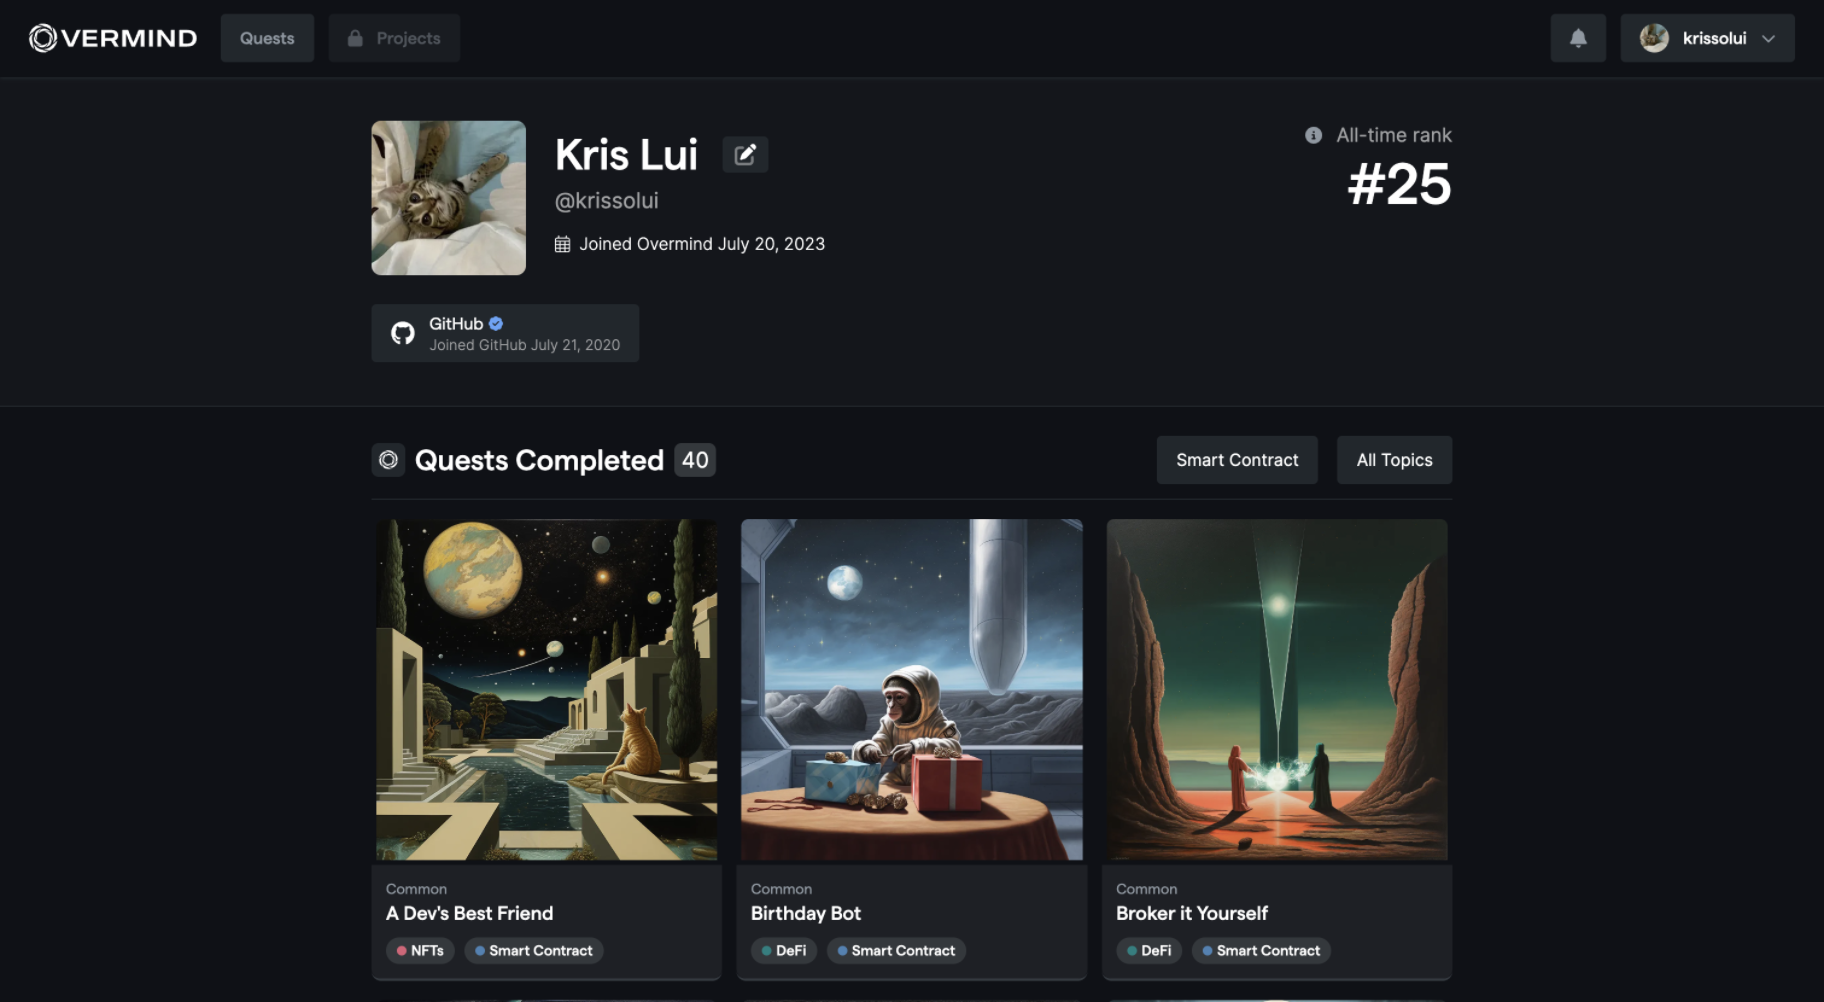 OVERMIND
Quests
Projects
krissolui
Kris Lui
@krissolui
Joined Overmind July 20, 2023
All-time rank
#25
GitHub
Joined GitHub July 21, 2020
Quests Completed 40
Smart Contract
All Topics
Common
A Dev's Best Friend
NFTs
Smart Contract
Common
Birthday Bot
DeFi
Smart Contract
Common
Broker it Yourself
DeFi
Smart Contract